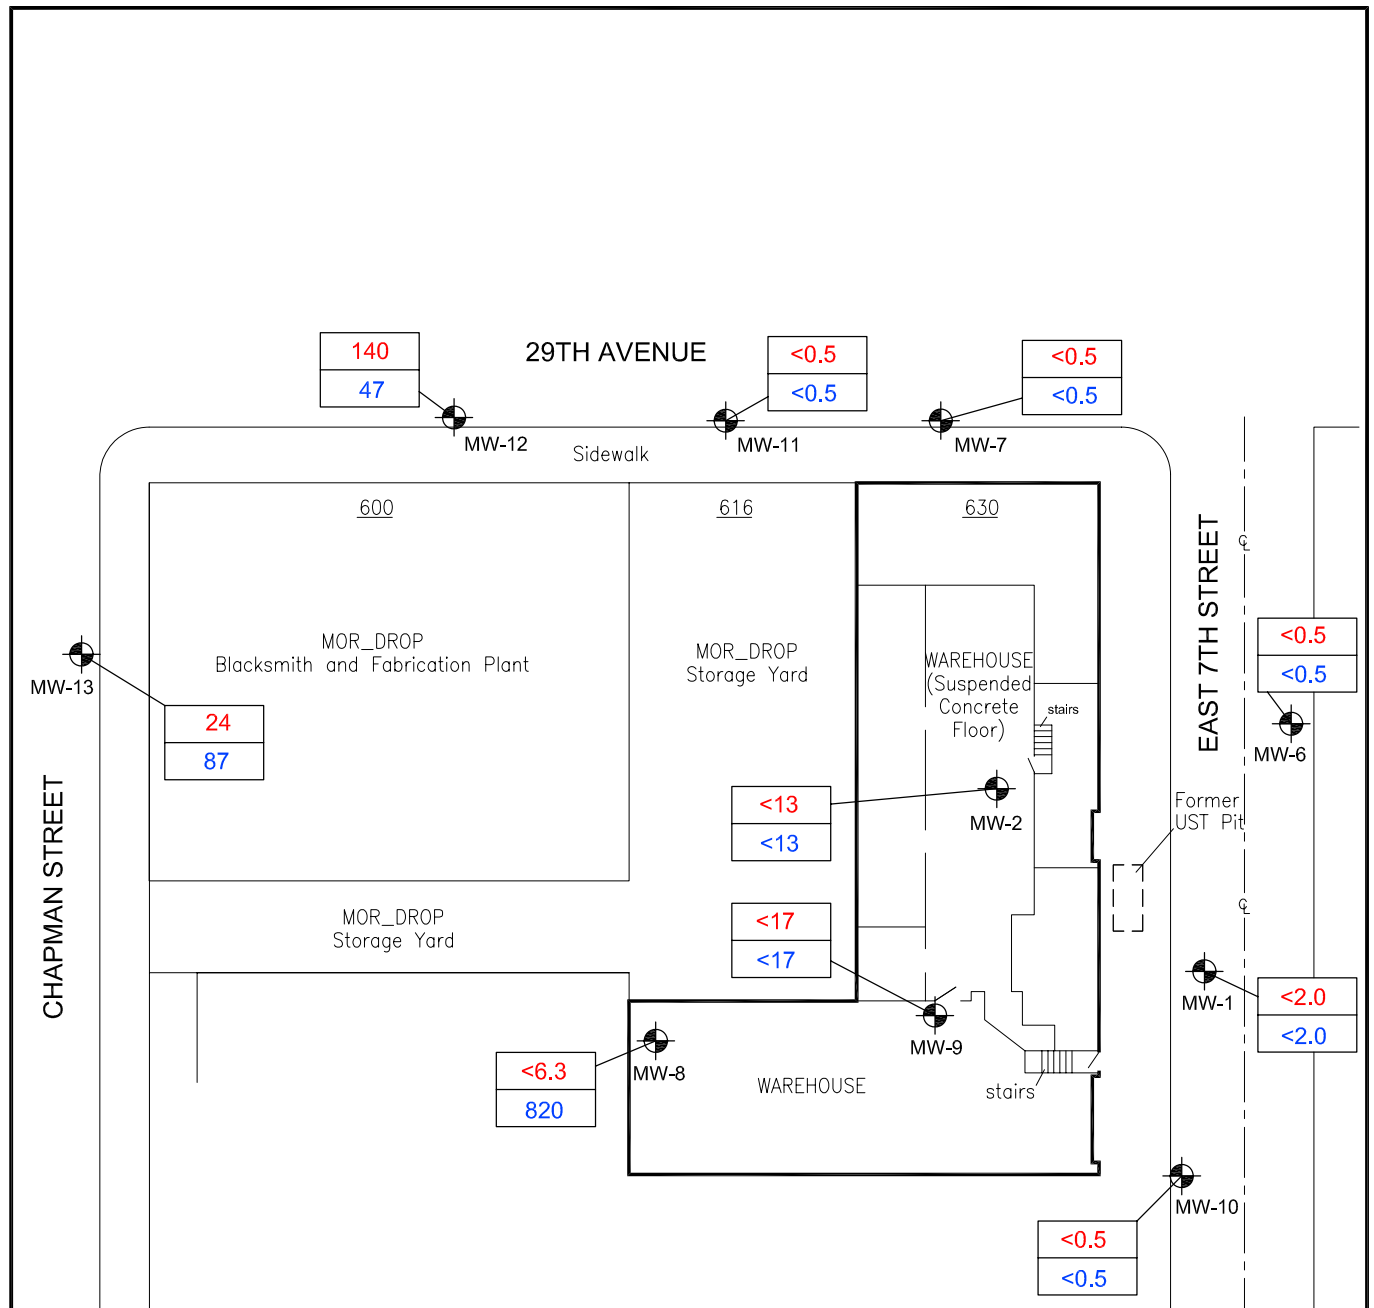 140
47
29TH AVENUE
<0.5
<0.5
<0.5
<0.5
MW-12
MW-11
MW-7
Sidewalk
600
616
630
EAST 7TH STREET
℄
MOR_DROP
Blacksmith and Fabrication Plant
MOR_DROP
Storage Yard
WAREHOUSE
(Suspended
Concrete
Floor)
stairs
<0.5
<0.5
MW-6
MW-13
24
87
CHAPMAN STREET
<13
<13
MW-2
Former
UST Pit
℄
MOR_DROP
Storage Yard
<17
<17
MW-9
MW-1
<2.0
<2.0
MW-8
<6.3
820
WAREHOUSE
stairs
MW-10
<0.5
<0.5